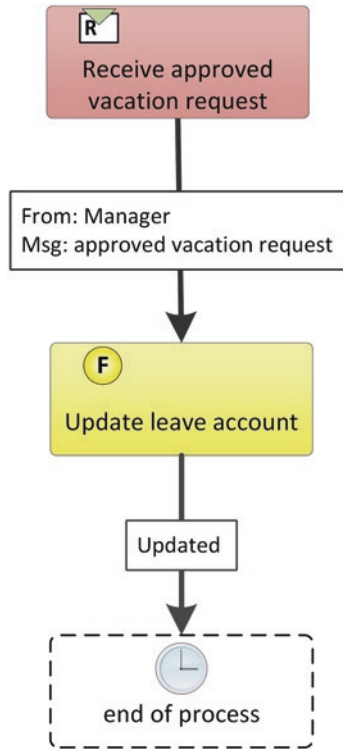 R
Receive approved
vacation request
From: Manager
Msg: approved vacation request
F
Update leave account
Updated
end of process